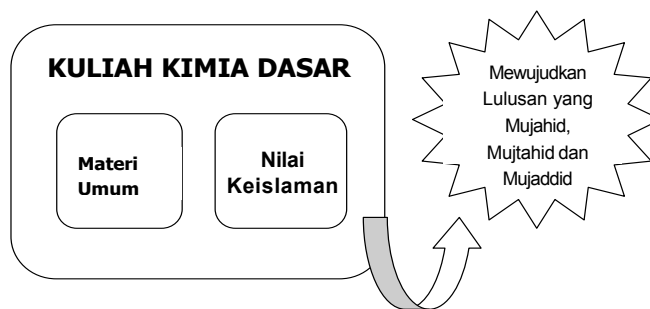 KULIAH KIMIA DASAR
Materi
Umum
Nilai
Keislaman
Mewujudkan
Lulusan yang
Mujahid,
Mujtahid dan
Mujaddid